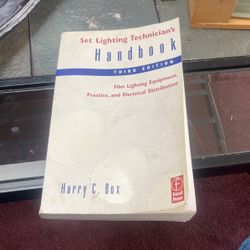 Set Lighting Technician's
Handbook
THIRD EDITION
Film Lighting Equipment,
Practice, and Electrical Distribution
Harry C. Box
Focal
Press